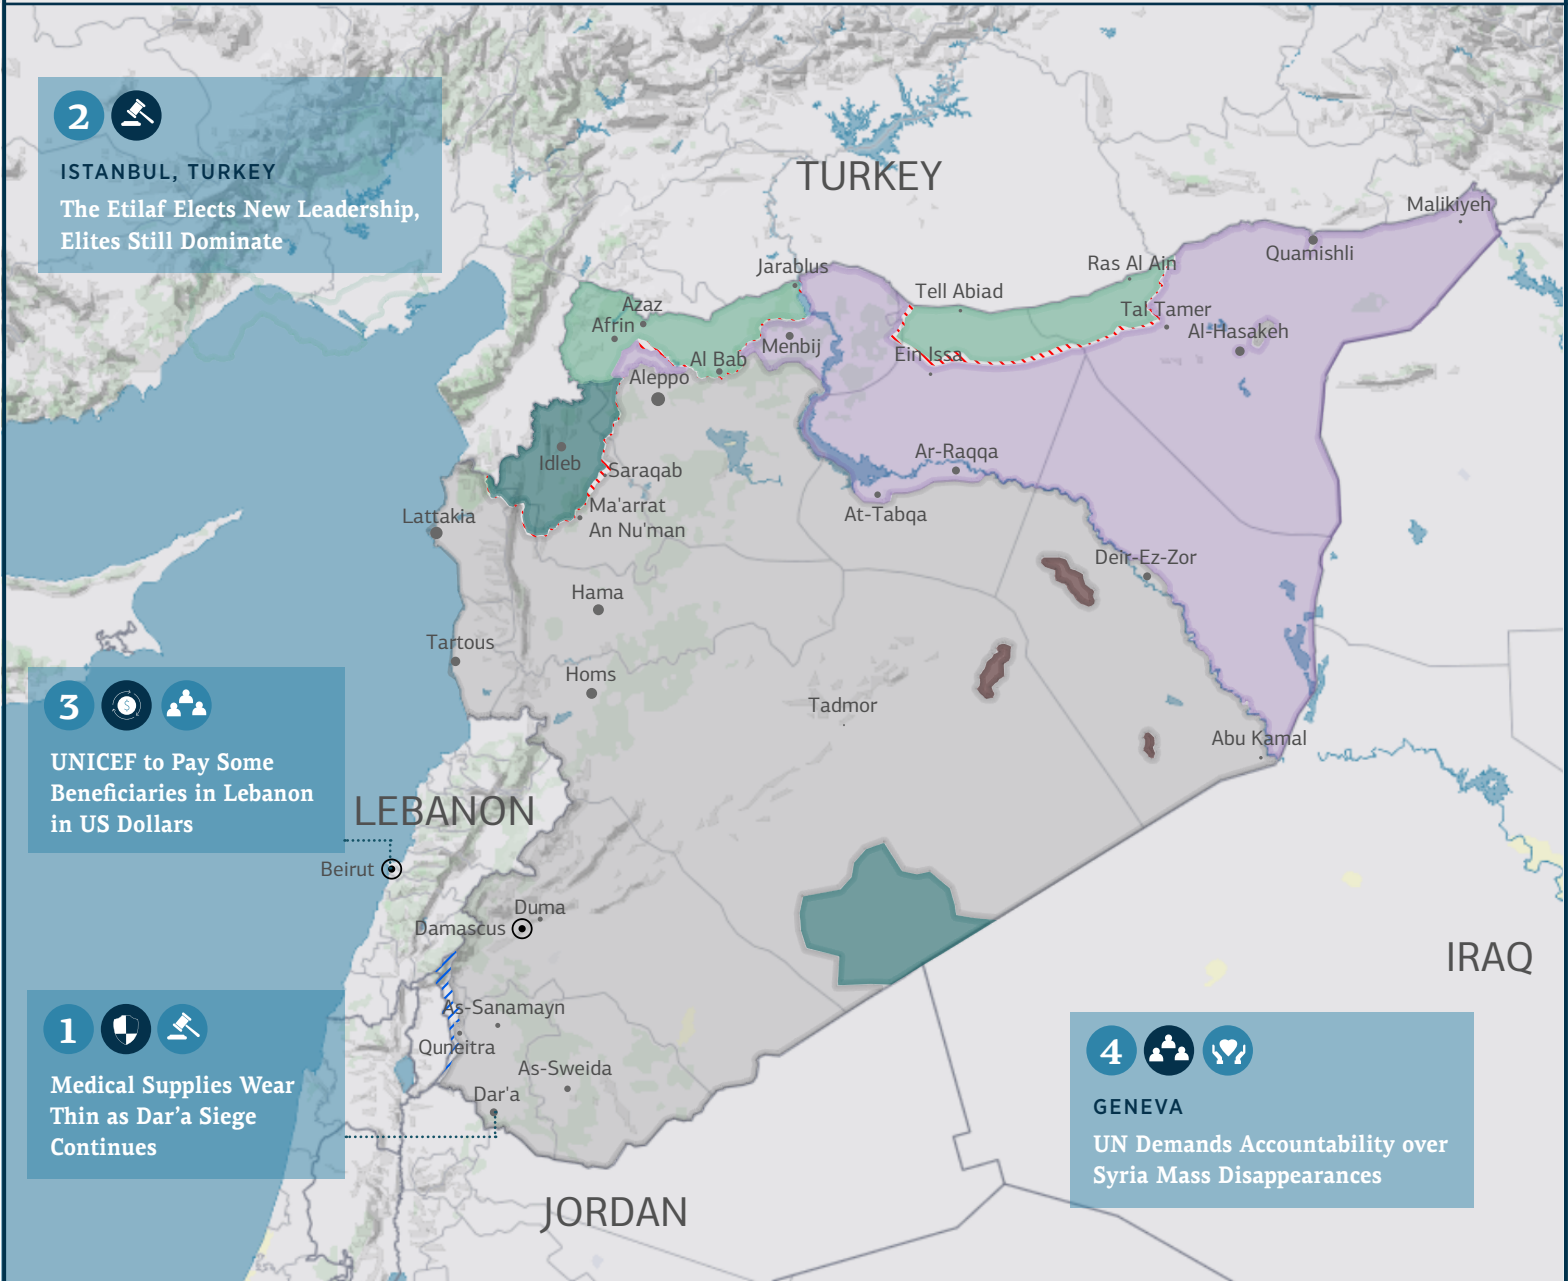 2
ISTANBUL, TURKEY
The Etilaf Elects New Leadership,
Elites Still Dominate
TURKEY
Malikiyeh
Quamishli
Jarablus
Ras Al Ain
Tell Abiad
Azaz
Afrin
Tal Tamer
Al-Hasakeh
Menbij
Ein Issa
Al Bab
Aleppo
Idleb
Saraqab
Ar-Raqqa
Ma'arrat
An Nu'man
At-Tabqa
Lattakia
Deir-Ez-Zor
Hama
Tartous
Homs
Tadmor
Abu Kamal
3
$
UNICEF to Pay Some
Beneficiaries in Lebanon
in US Dollars
LEBANON
Beirut
Duma
Damascus
IRAQ
As-Sanamayn
Quneitra
As-Sweida
Dar'a
1
Medical Supplies Wear
Thin as Dar’a Siege
Continues
4
GENEVA
UN Demands Accountability over
Syria Mass Disappearances
JORDAN